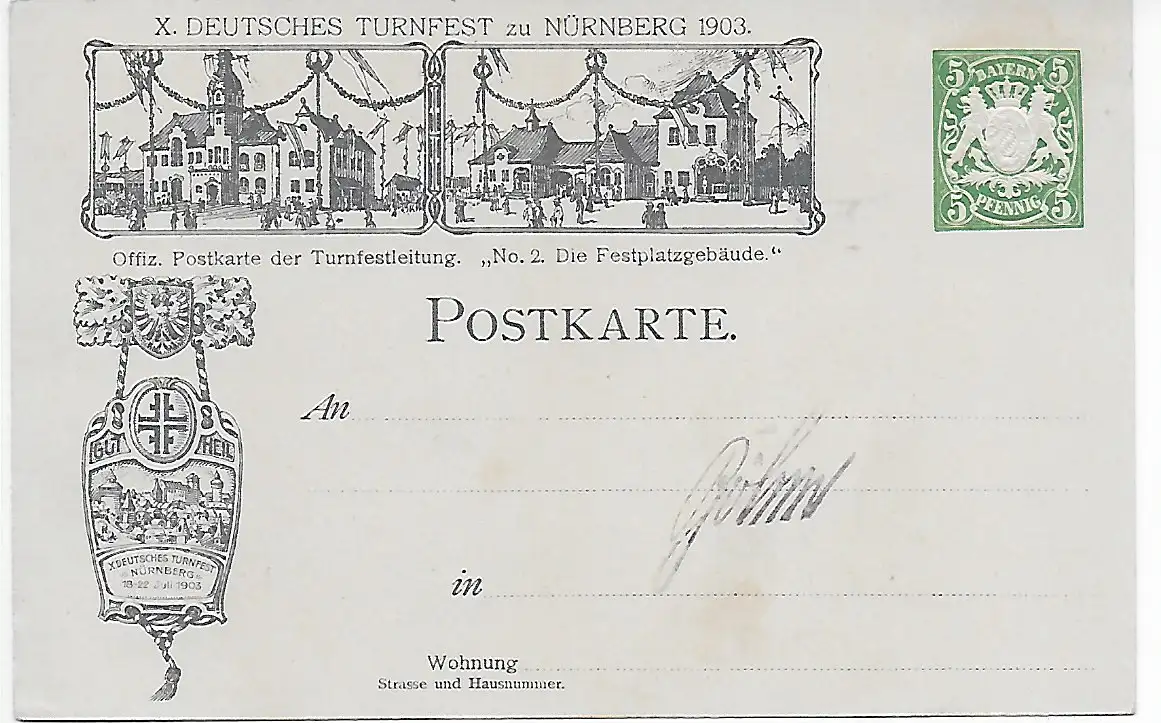 X. DEUTSCHES TURNFEST zu NÜRNBERG 1903.
5 BAYERN 5
5 PFENNIG 5
Offiz. Postkarte der Turnfestleitung. „No. 2. Die Festplatzgebäude.“
POSTKARTE.
GUT HEIL
X. DEUTSCHES TURNFEST
NÜRNBERG
18-22 Juli 1903
An
Böhm
in
Wohnung
Strasse und Hausnummer.